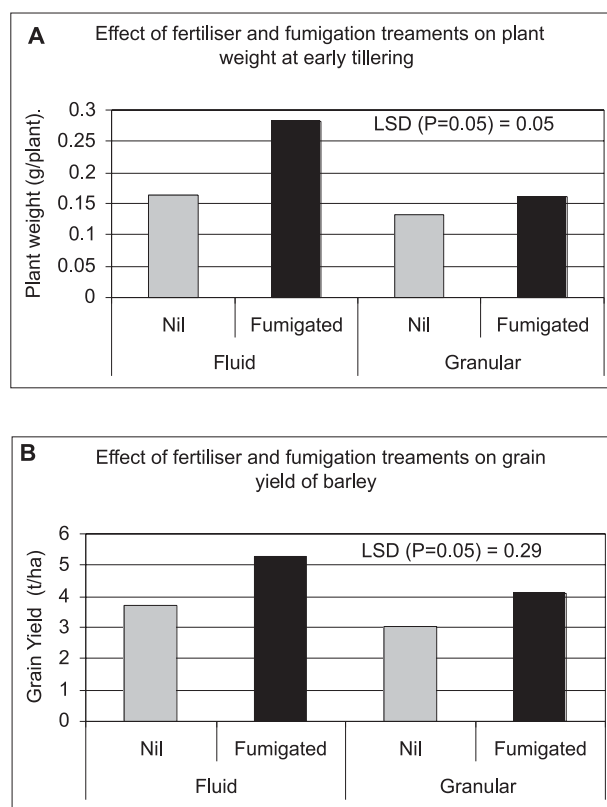 A
Effect of fertiliser and fumigation treaments on plant
weight at early tillering
LSD (P=0.05) = 0.05
Plant weight (g/plant).
0.3
0.25
0.2
0.15
0.1
0.05
0
Nil
Fumigated
Nil
Fumigated
Fluid
Granular
B
Effect of fertiliser and fumigation treaments on grain
yield of barley
LSD (P=0.05) = 0.29
Grain Yield (t/ha)
6
5
4
3
2
1
0
Nil
Fumigated
Nil
Fumigated
Fluid
Granular